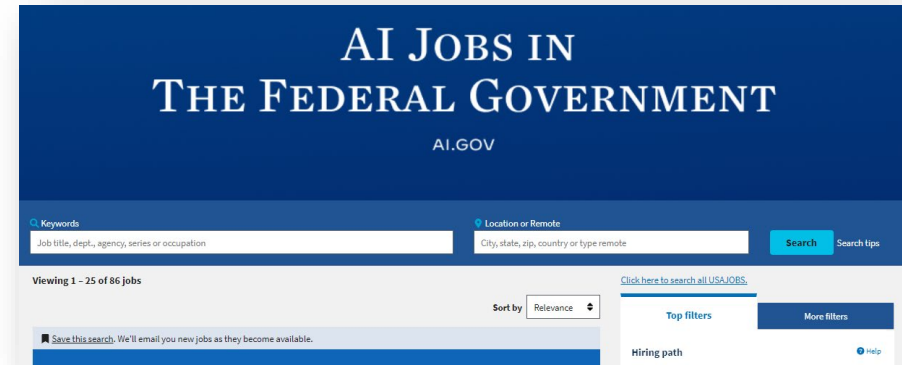 AI JOBS IN
THE FEDERAL GOVERNMENT
AI.GOV
Keywords
Job title, dept., agency, series or occupation
Location or Remote
City, state, zip, country or type remote
Search
Search tips
Viewing 1 – 25 of 86 jobs
Click here to search all USAJOBS.
Sort by Relevance
Top filters
More filters
Save this search. We'll email you new jobs as they become available.
Hiring path
Help